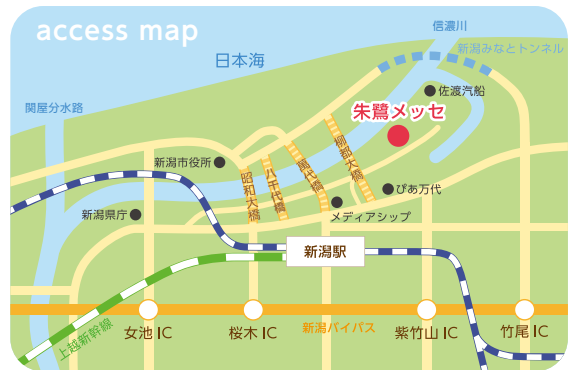 access map
信濃川
新潟みなとトンネル
日本海
関屋分水路
佐渡汽船
朱鷺メッセ
柳都大橋
萬代橋
八千代橋
昭和大橋
新潟市役所
ぴあ万代
メディアシップ
新潟県庁
新潟駅
上越新幹線
女池 IC
桜木 IC
新潟バイパス
紫竹山 IC
竹尾 IC